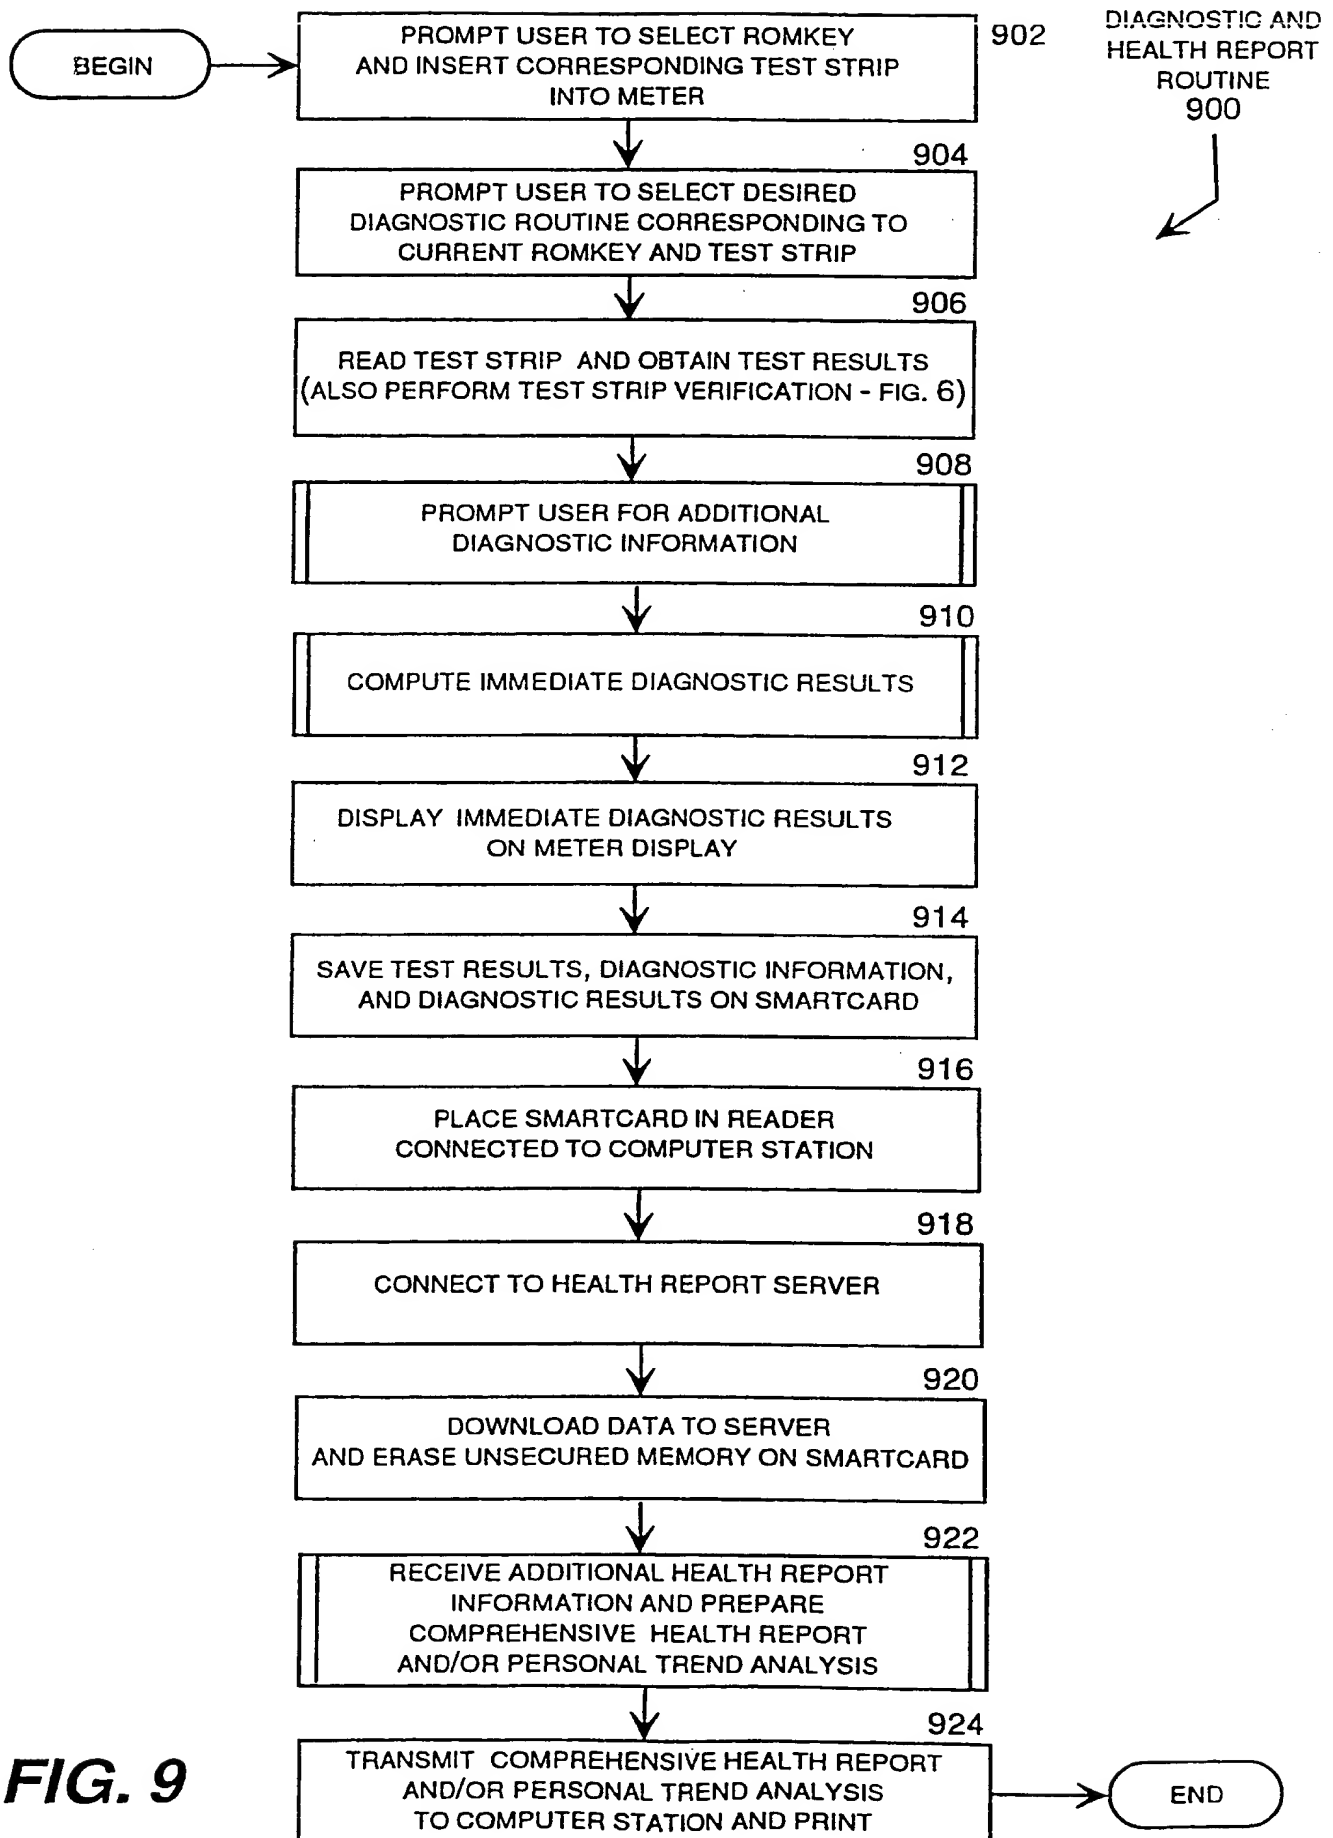 BEGIN
PROMPT USER TO SELECT ROMKEY
AND INSERT CORRESPONDING TEST STRIP
INTO METER
902
DIAGNOSTIC AND
HEALTH REPORT
ROUTINE
900
904
PROMPT USER TO SELECT DESIRED
DIAGNOSTIC ROUTINE CORRESPONDING TO
CURRENT ROMKEY AND TEST STRIP
906
READ TEST STRIP AND OBTAIN TEST RESULTS
(ALSO PERFORM TEST STRIP VERIFICATION - FIG. 6)
908
PROMPT USER FOR ADDITIONAL
DIAGNOSTIC INFORMATION
910
COMPUTE IMMEDIATE DIAGNOSTIC RESULTS
912
DISPLAY IMMEDIATE DIAGNOSTIC RESULTS
ON METER DISPLAY
914
SAVE TEST RESULTS, DIAGNOSTIC INFORMATION,
AND DIAGNOSTIC RESULTS ON SMARTCARD
916
PLACE SMARTCARD IN READER
CONNECTED TO COMPUTER STATION
918
CONNECT TO HEALTH REPORT SERVER
920
DOWNLOAD DATA TO SERVER
AND ERASE UNSECURED MEMORY ON SMARTCARD
922
RECEIVE ADDITIONAL HEALTH REPORT
INFORMATION AND PREPARE
COMPREHENSIVE HEALTH REPORT
AND/OR PERSONAL TREND ANALYSIS
924
TRANSMIT COMPREHENSIVE HEALTH REPORT
AND/OR PERSONAL TREND ANALYSIS
TO COMPUTER STATION AND PRINT
END
FIG. 9